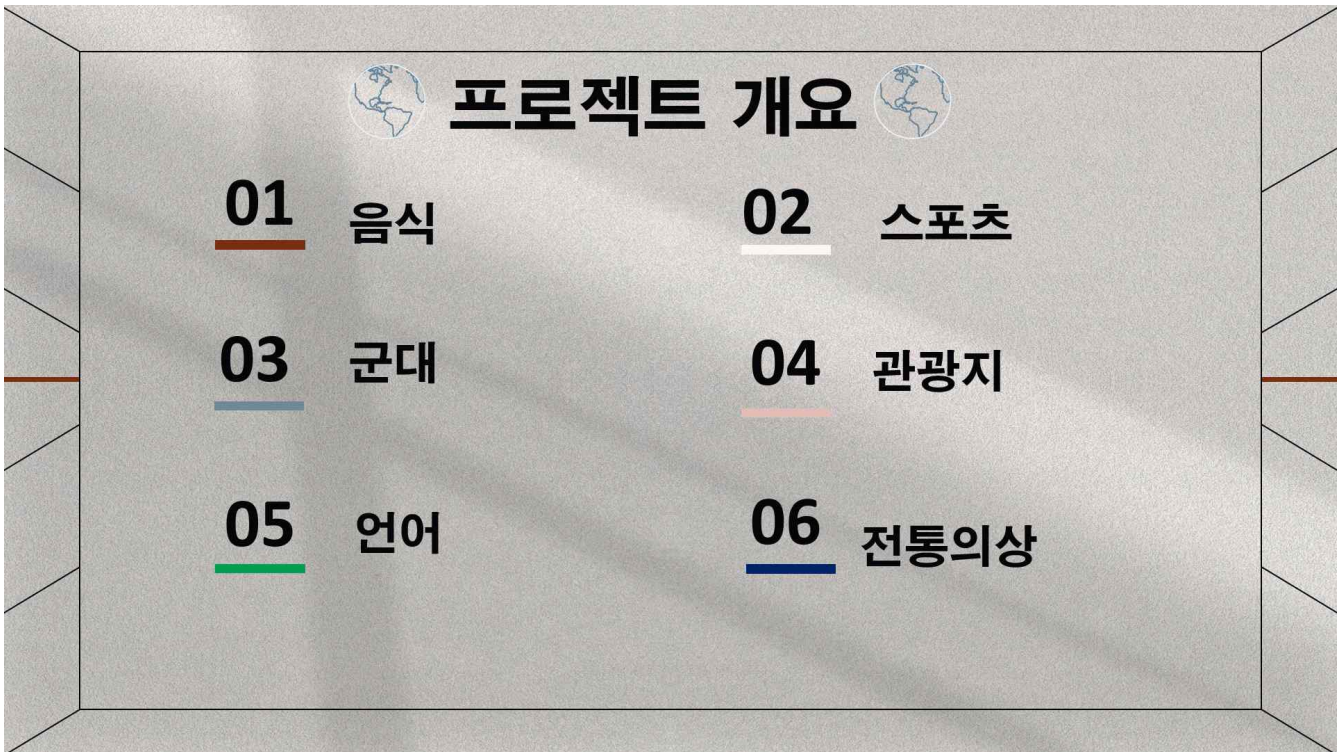 프로젝트 개요
01 음식
02 스포츠
03 군대
04 관광지
05 언어
06 전통의상